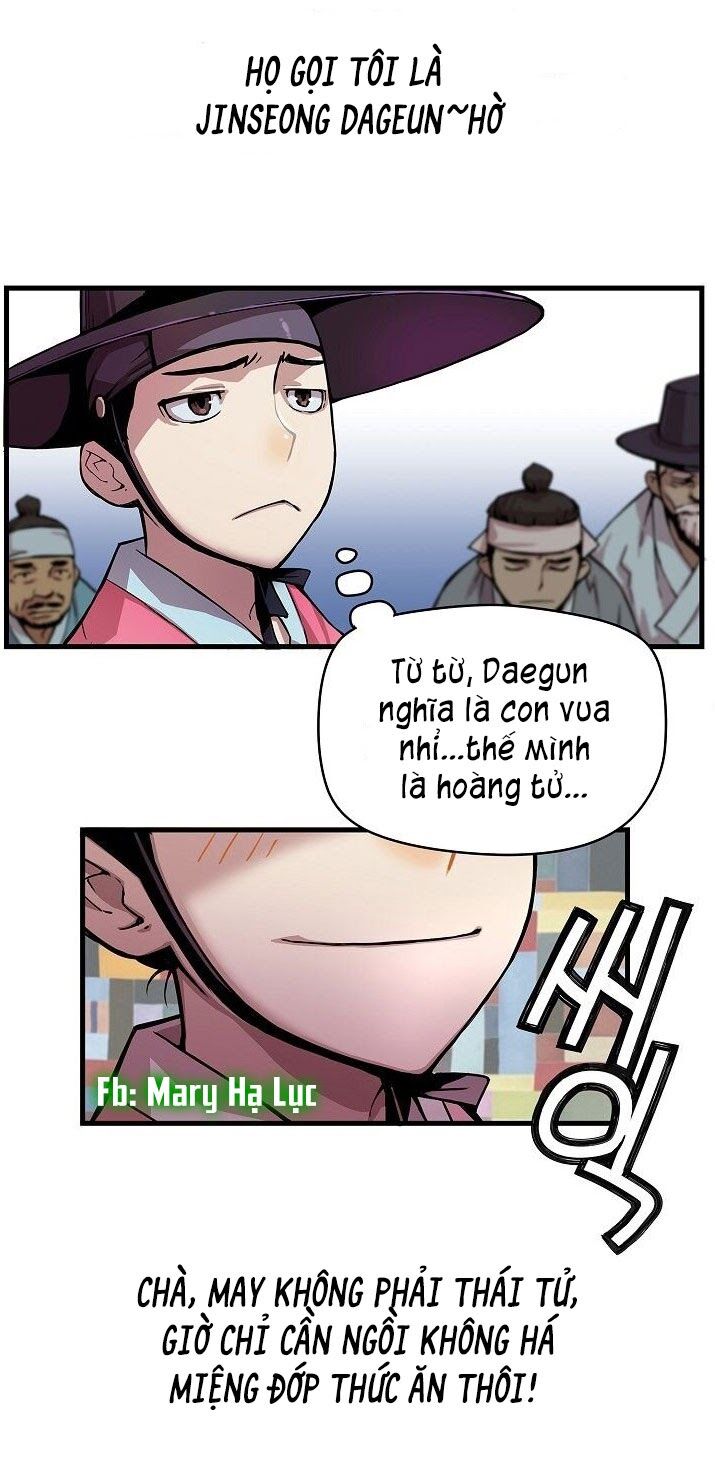 HỌ GỌI TÔI LÀ
JINSEONG DAGEUN~HỜ
Từ từ, Daegun
nghĩa là con vua
nhỉ...thế mình
là hoàng tử...
씨익
Fb: Mary Hạ Lục
CHÀ, MAY KHÔNG PHẢI THÁI TỬ,
GIỜ CHỈ CẦN NGỒI KHÔNG HÁ
MIỆNG ĐỚP THỨC ĂN THÔI!